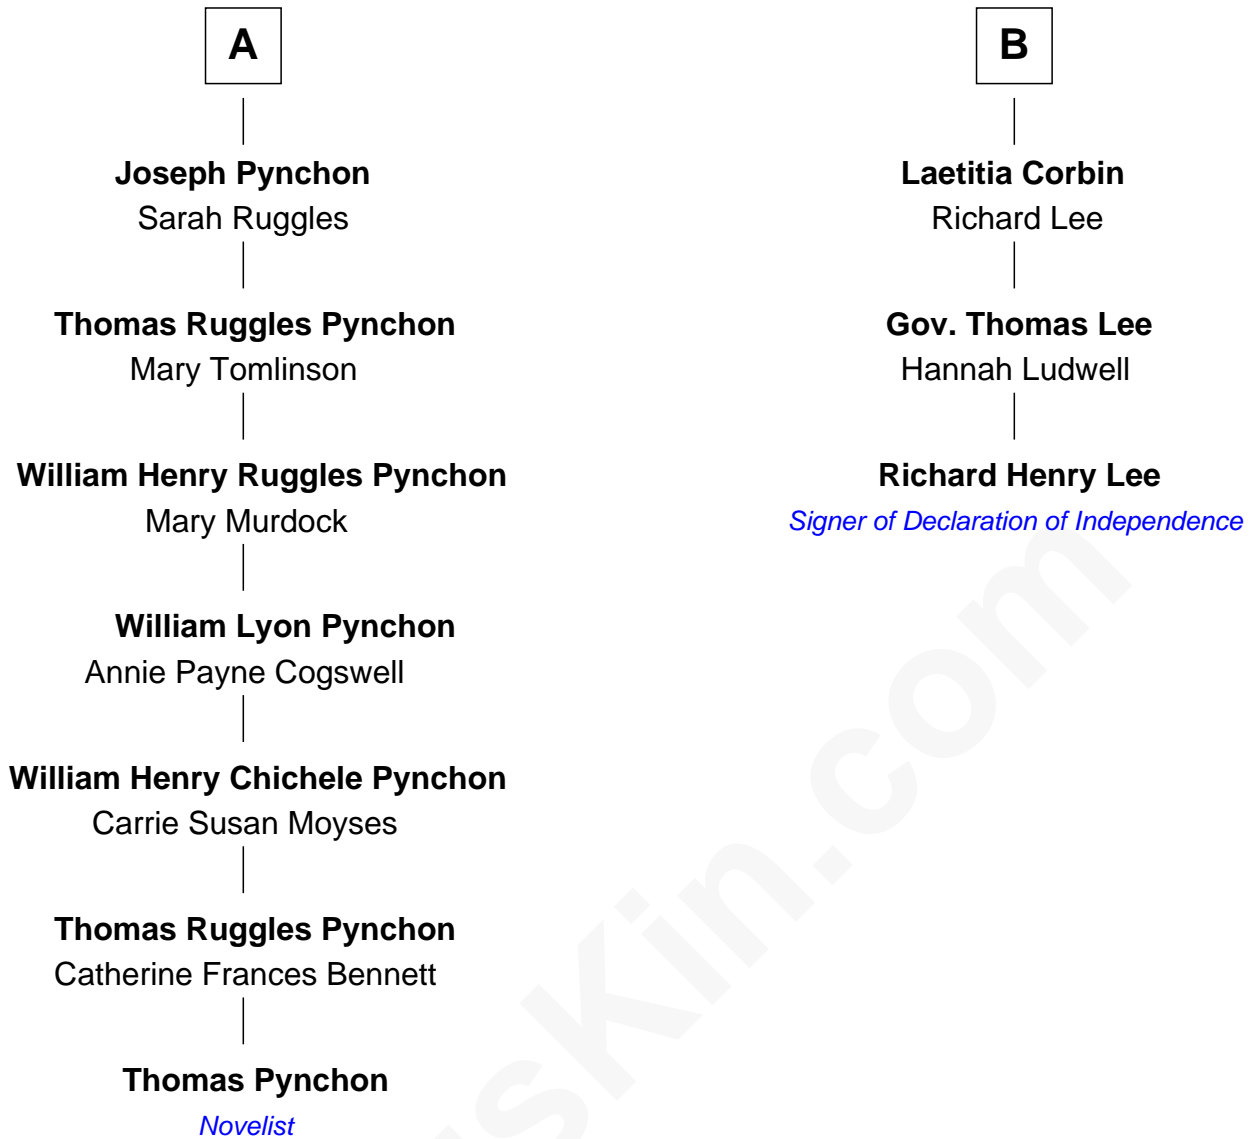 A
Joseph Pynchon
Sarah Ruggles
Thomas Ruggles Pynchon
Mary Tomlinson
William Henry Ruggles Pynchon
Mary Murdock
William Lyon Pynchon
Annie Payne Cogswell
William Henry Chichele Pynchon
Carrie Susan Moyses
Thomas Ruggles Pynchon
Catherine Frances Bennett
Thomas Pynchon
Novelist
B
Laetitia Corbin
Richard Lee
Gov. Thomas Lee
Hannah Ludwell
Richard Henry Lee
Signer of Declaration of Independence